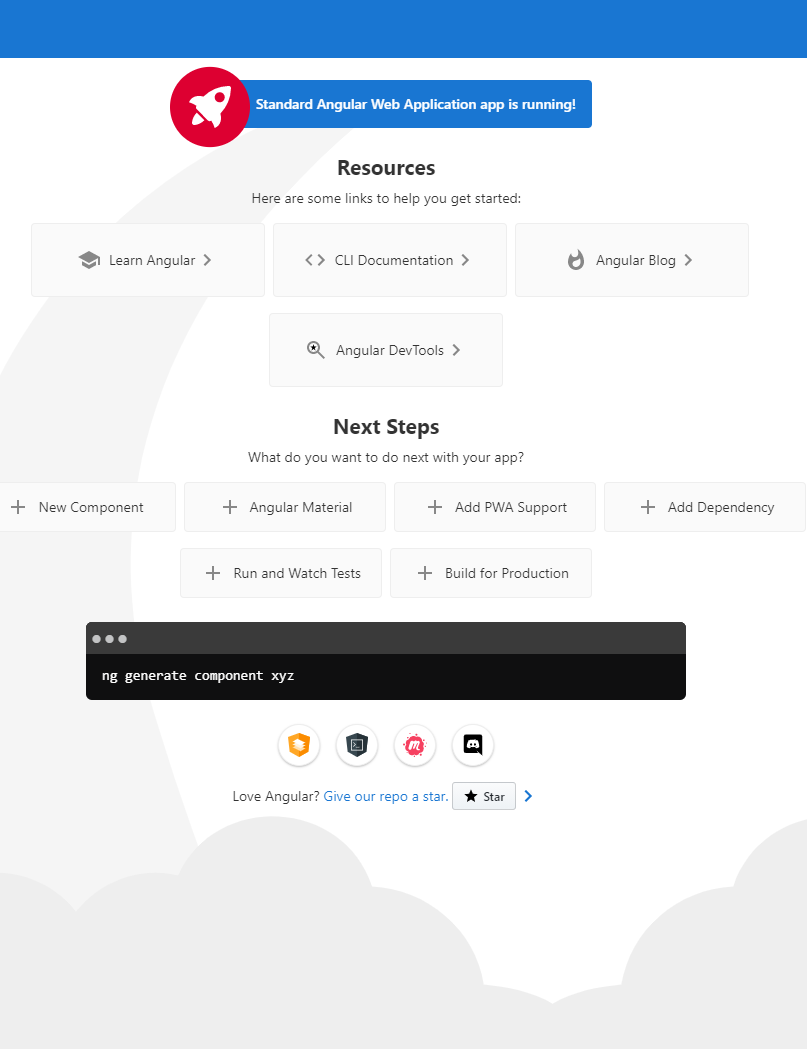 Standard Angular Web Application app is running!
Resources
Here are some links to help you get started:
Learn Angular
CLI Documentation
Angular Blog
Angular DevTools
Next Steps
What do you want to do next with your app?
New Component
Angular Material
Add PWA Support
Add Dependency
Run and Watch Tests
Build for Production
ng generate component xyz
Love Angular? Give our repo a star. Star